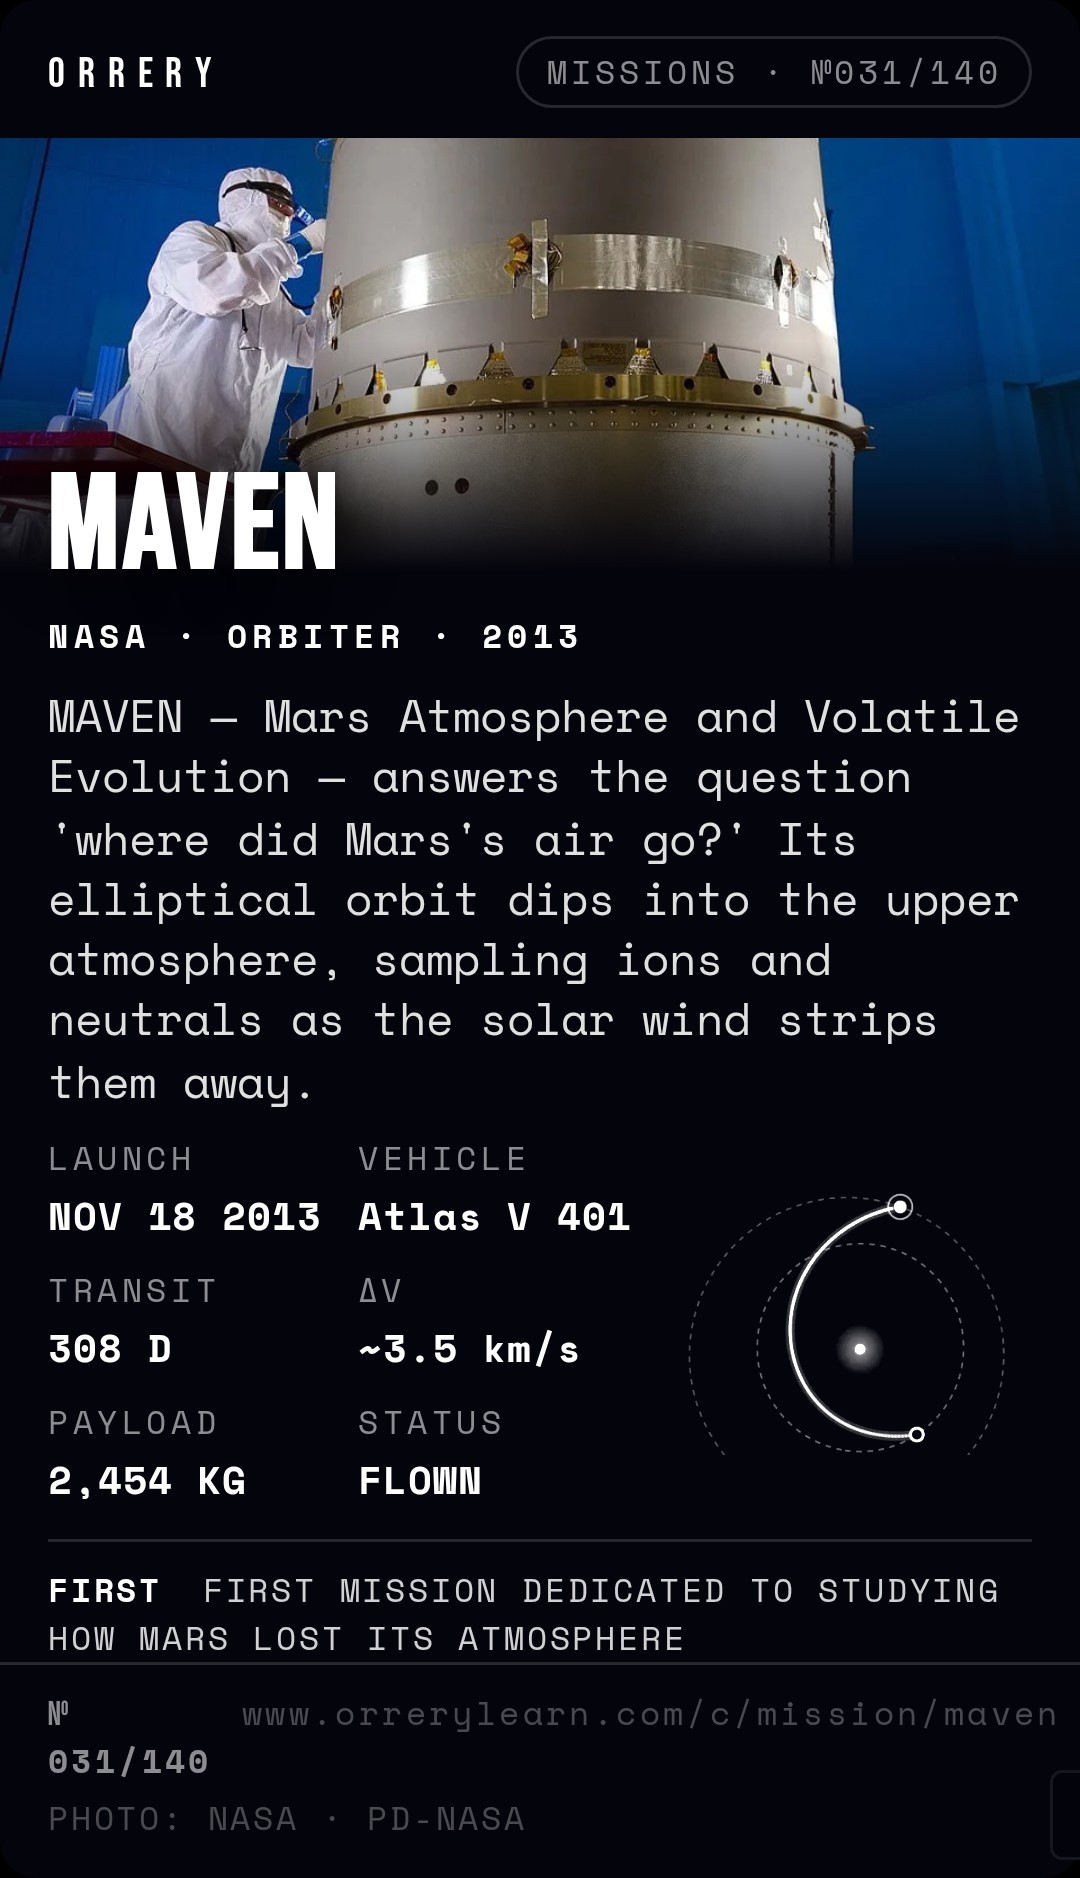 ORRERY
MISSIONS · №031/140
MAVEN
NASA · ORBITER · 2013
MAVEN — Mars Atmosphere and Volatile
Evolution — answers the question
'where did Mars's air go?' Its
elliptical orbit dips into the upper
atmosphere, sampling ions and
neutrals as the solar wind strips
them away.
LAUNCH VEHICLE
NOV 18 2013 Atlas V 401
TRANSIT ΔV
308 D ~3.5 km/s
PAYLOAD STATUS
2,454 KG FLOWN
FIRST FIRST MISSION DEDICATED TO STUDYING
HOW MARS LOST ITS ATMOSPHERE
№ www.orrerylearn.com/c/mission/maven
031/140
PHOTO: NASA · PD-NASA